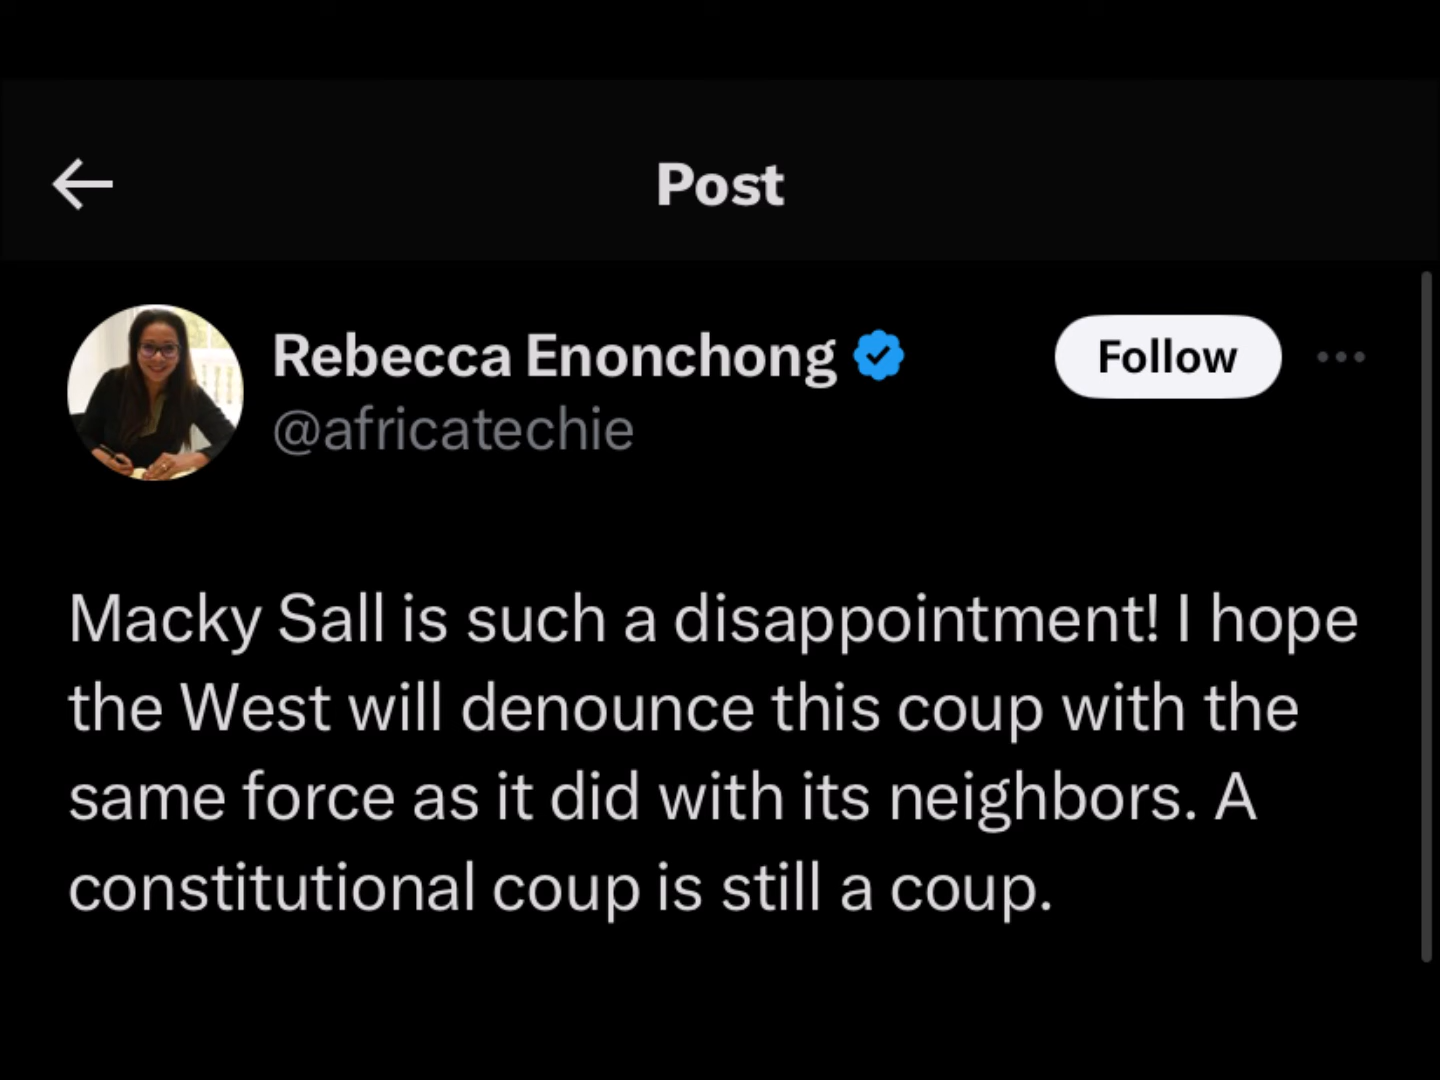 Post
Rebecca Enonchong
Follow
@africatechie
Macky Sall is such a disappointment! I hope
the West will denounce this coup with the
same force as it did with its neighbors. A
constitutional coup is still a coup.